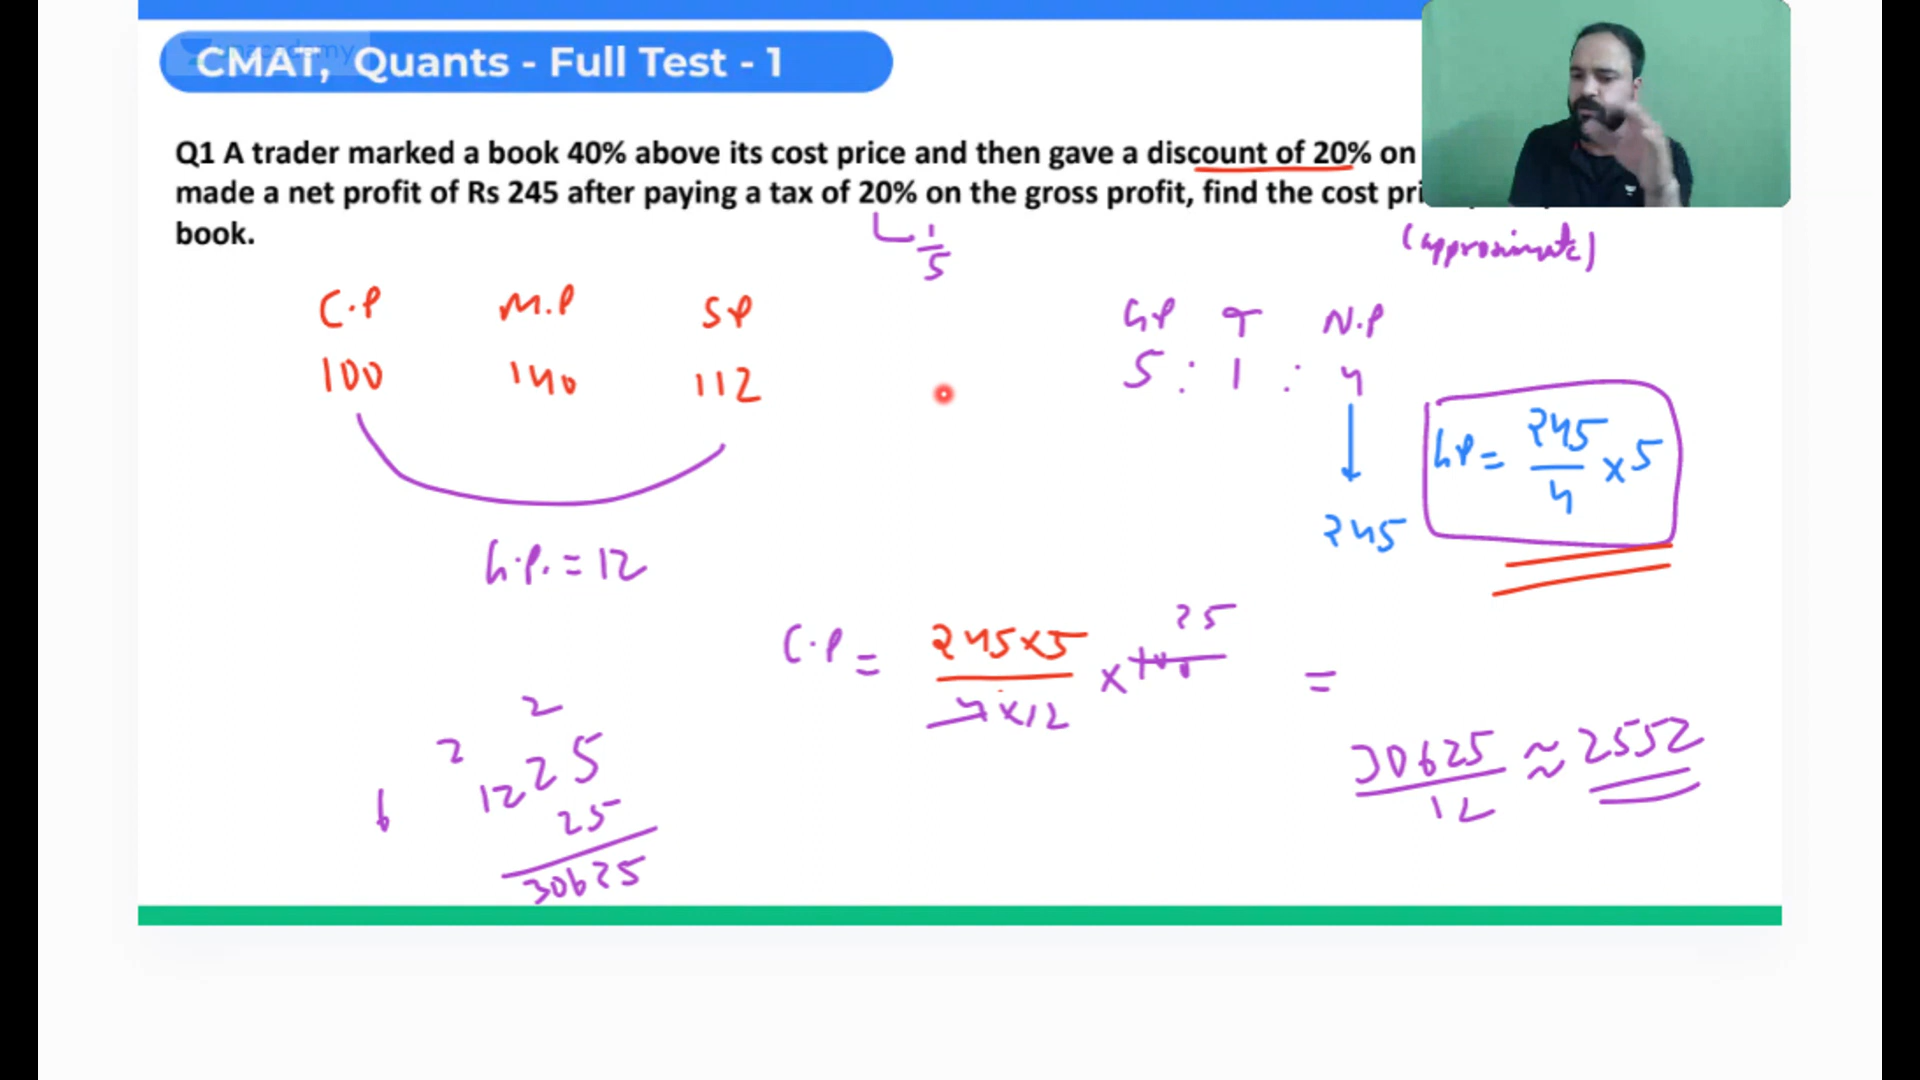 CMAT, Quants - Full Test - 1
Q1 A trader marked a book 40% above its cost price and then gave a discount of 20% on
made a net profit of Rs 245 after paying a tax of 20% on the gross profit, find the cost pri
book.
1/5
(approximate)
C.P M.P SP
100 140 112
G.P T N.P
5 : 1 : 4
G.P = 245/4 x 5
245
G.P. = 12
C.P = 245x5/4x12 x 100 25 =
2
2
1225
6
25
30625
30625/12 ≈ 2552